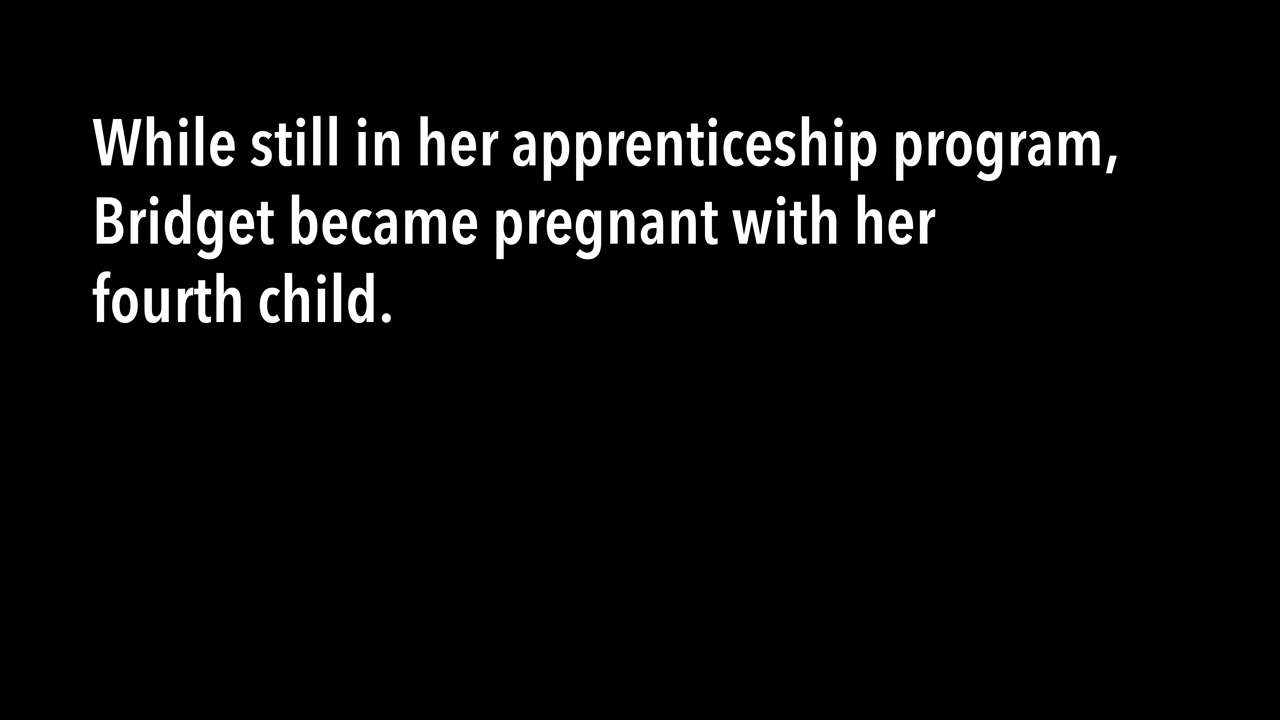 While still in her apprenticeship program,
Bridget became pregnant with her
fourth child.